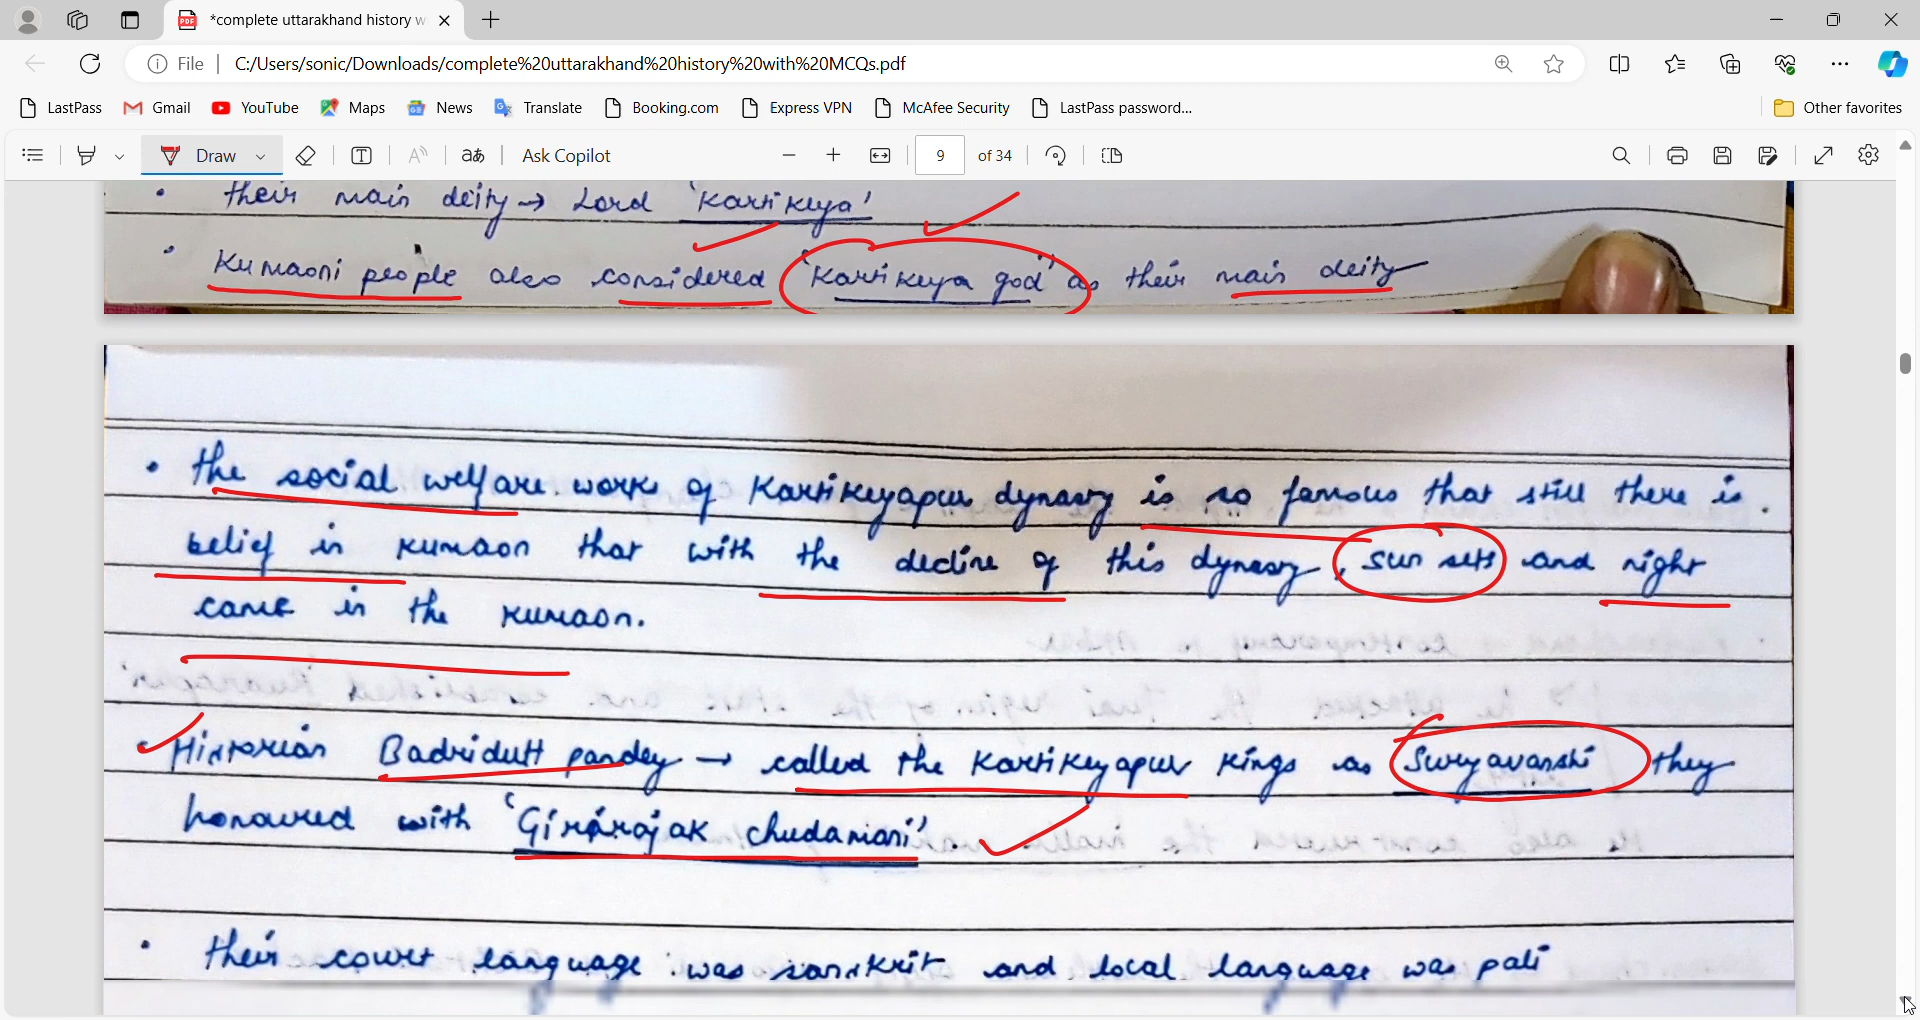 *complete uttarakhand history w
File
C:/Users/sonic/Downloads/complete%20uttarakhand%20history%20with%20MCQs.pdf
LastPass Gmail YouTube Maps News Translate Booking.com Express VPN McAfee Security LastPass password... Other favorites
Draw Ask Copilot 9 of 34
• their main deity → Lord 'Kartikeya'
• Kumaoni people also considered 'Kartikeya god' as their main deity
• the social welfare works of Kartikeyapur dynasty is so famous that still there is
belief in kumaon that with the decline of this dynasty, sun sets and night
came in the kumaon.
• Historian Badridutt pandey → called the Kartikeyapur kings as Suryavanshi they
honoured with 'Girirajak chudamani'.
• their court language was sanskrit and local language was pali